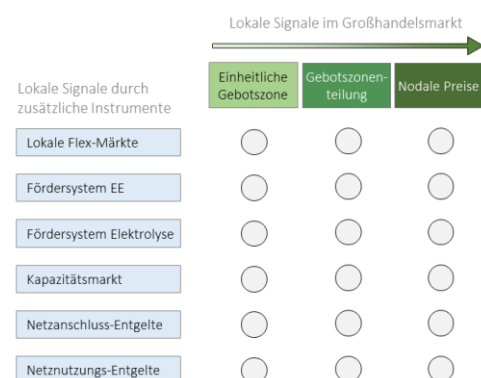 Lokale Signale im Großhandelsmarkt
Einheitliche
Gebotszone
Gebotszonen-
teilung
Nodale Preise
Lokale Signale durch
zusätzliche Instrumente
Lokale Flex-Märkte
Fördersystem EE
Fördersystem Elektrolyse
Kapazitätsmarkt
Netzanschluss-Entgelte
Netznutzungs-Entgelte